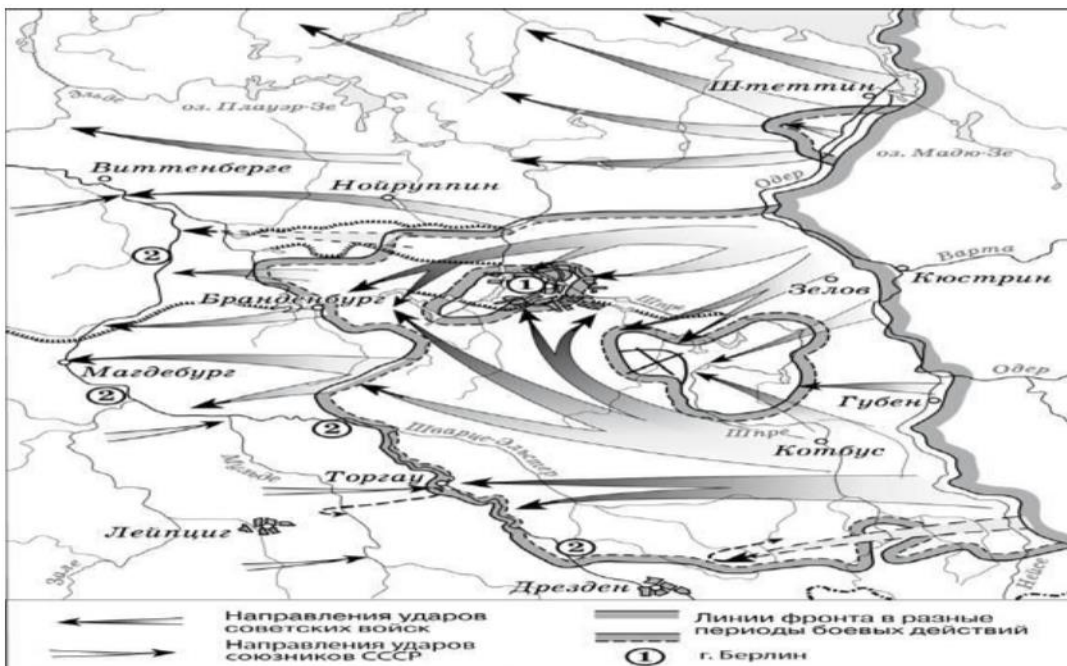 Штеттин
Эльде
оз. Плауэр-Зе
оз. Мадю-Зе
Виттенберге
Нойруппин
Одер
2
Варта
Кюстрин
1
Зелов
Бранденбург
Шпре
Магдебург
2
Одер
Губен
2
Шварце-Эльстер
Шпре
Котбус
Мульде
Торгау
Лейпциг
2
Заале
Дрезден
Нейсе
Направления ударов
советских войск
Направления ударов
союзников СССР
Линии фронта в разные
периоды боевых действий
1 г. Берлин